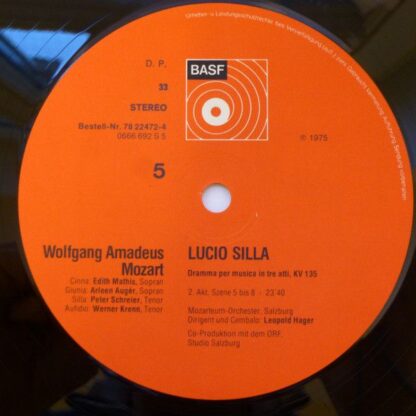 Urheber- u. Leistungsschutzrechte
D. P.
BASF
33
STEREO
Bestell-Nr. 78 22472-4
0666 692 S 5
℗ 1975
5
Wolfgang Amadeus
Mozart
LUCIO SILLA
Cinna: Edith Mathis, Sopran
Giunia: Arleen Augér, Sopran
Silla: Peter Schreier, Tenor
Aufidio: Werner Krenn, Tenor
Dramma per musica in tre atti, KV 135
2. Akt, Szene 5 bis 8 - 23'40
Mozarteum-Orchester, Salzburg
Dirigent und Cembalo: Leopold Hager
Co-Produktion mit dem ORF,
Studio Salzburg